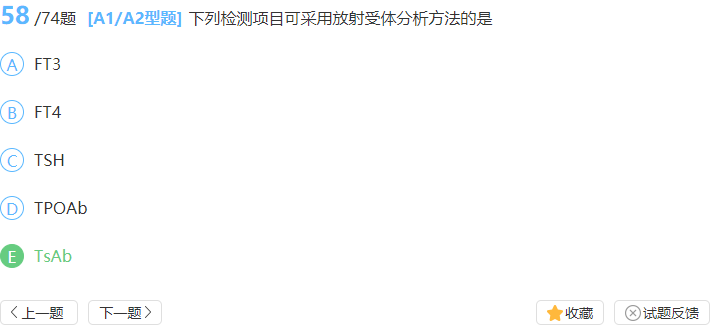 58/74题 [A1/A2型题] 下列检测项目可采用放射受体分析方法的是
A FT3
B FT4
C TSH
D TPOAb
E TsAb
上一题 下一题 收藏 试题反馈